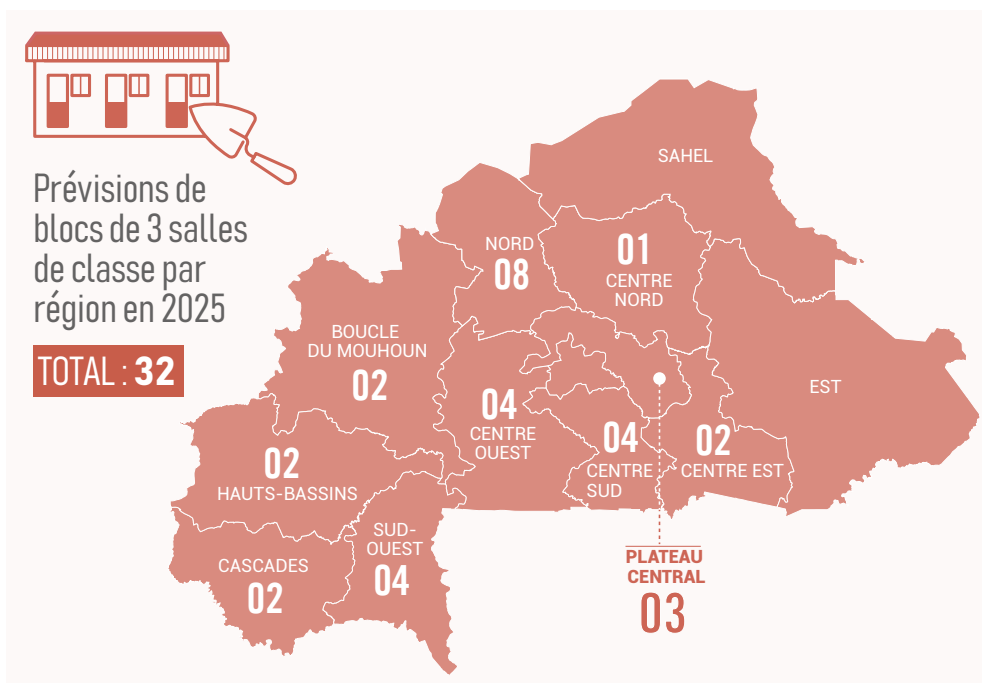 Prévisions de
blocs de 3 salles
de classe par
région en 2025
TOTAL : 32
SAHEL
NORD
08
01
CENTRE
NORD
BOUCLE
DU MOUHOUN
02
EST
04
CENTRE
OUEST
04
CENTRE
SUD
02
CENTRE EST
02
HAUTS-BASSINS
SUD-
OUEST
04
CASCADES
02
PLATEAU
CENTRAL
03